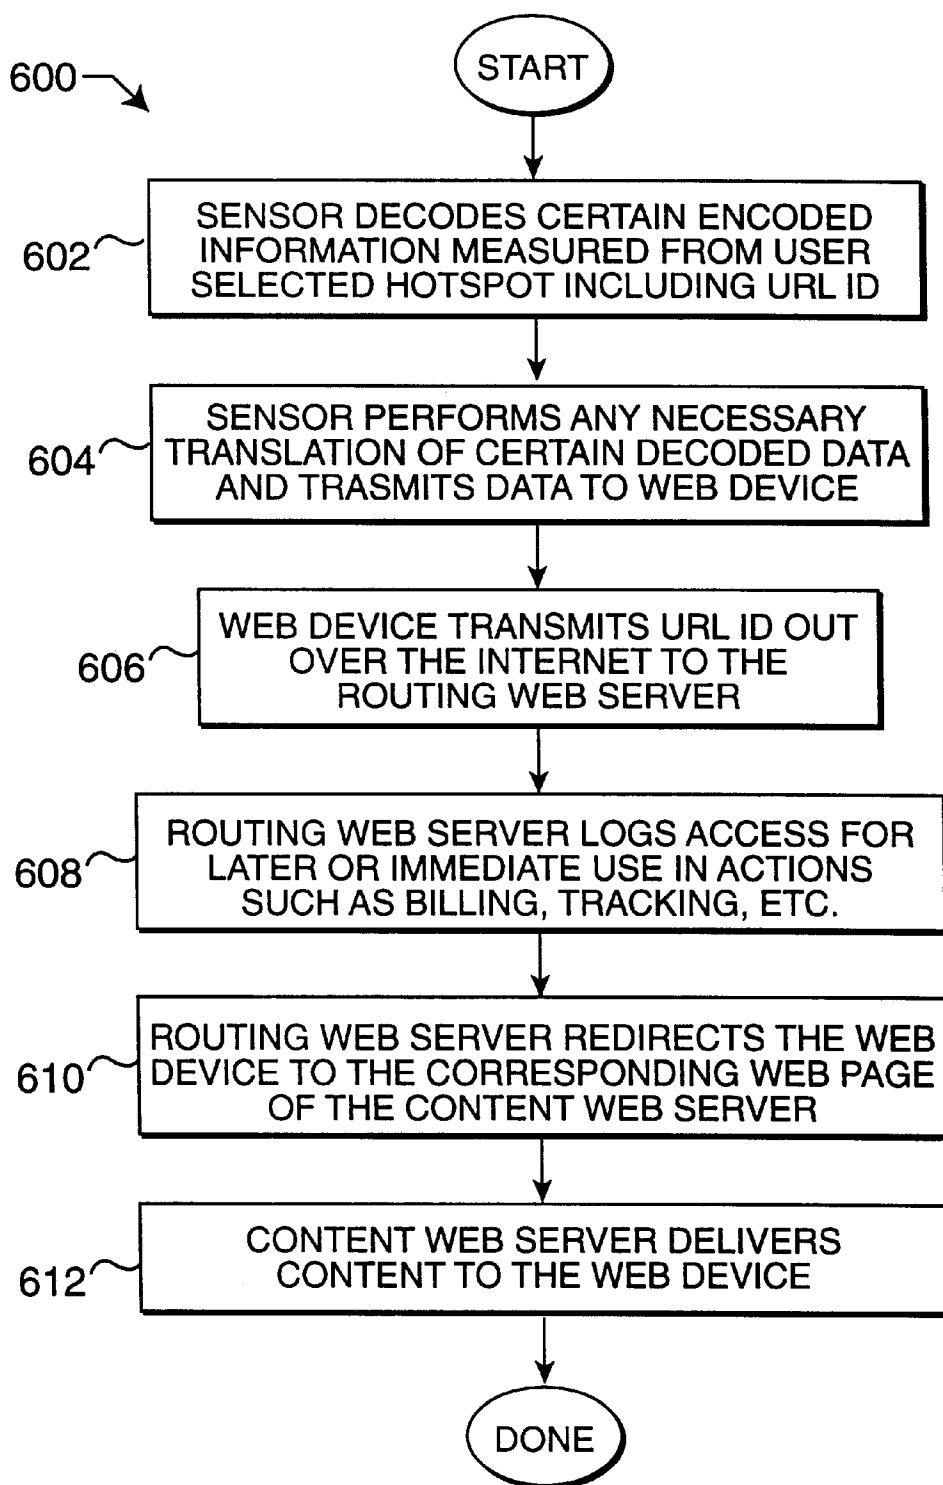 START
600
SENSOR DECODES CERTAIN ENCODED
INFORMATION MEASURED FROM USER
SELECTED HOTSPOT INCLUDING URL ID
602
SENSOR PERFORMS ANY NECESSARY
TRANSLATION OF CERTAIN DECODED DATA
AND TRASMITS DATA TO WEB DEVICE
604
WEB DEVICE TRANSMITS URL ID OUT
OVER THE INTERNET TO THE
ROUTING WEB SERVER
606
ROUTING WEB SERVER LOGS ACCESS FOR
LATER OR IMMEDIATE USE IN ACTIONS
SUCH AS BILLING, TRACKING, ETC.
608
ROUTING WEB SERVER REDIRECTS THE WEB
DEVICE TO THE CORRESPONDING WEB PAGE
OF THE CONTENT WEB SERVER
610
CONTENT WEB SERVER DELIVERS
CONTENT TO THE WEB DEVICE
612
DONE